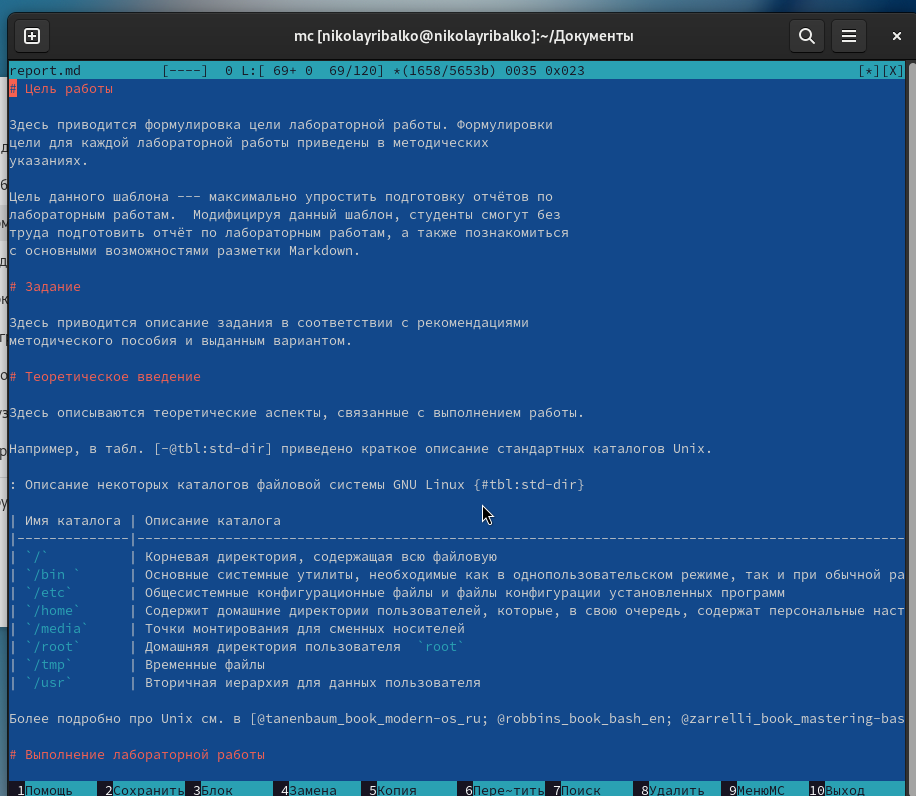 mc [nikolayribalko@nikolayribalko]:~/Документы
report.md [----] 0 L:[ 69+ 0 69/120] *(1658/5653b) 0035 0x023 [*][X]
# Цель работы
Здесь приводится формулировка цели лабораторной работы. Формулировки
цели для каждой лабораторной работы приведены в методических
указаниях.
Цель данного шаблона --- максимально упростить подготовку отчётов по
лабораторным работам.  Модифицируя данный шаблон, студенты смогут без
труда подготовить отчёт по лабораторным работам, а также познакомиться
с основными возможностями разметки Markdown.
# Задание
Здесь приводится описание задания в соответствии с рекомендациями
методического пособия и выданным вариантом.
# Теоретическое введение
Здесь описываются теоретические аспекты, связанные с выполнением работы.
Например, в табл. [-@tbl:std-dir] приведено краткое описание стандартных каталогов Unix.
: Описание некоторых каталогов файловой системы GNU Linux {#tbl:std-dir}
| Имя каталога | Описание каталога
|--------------|------------------------------------------------------------------------------------------------
| `/`          | Корневая директория, содержащая всю файловую
| `/bin `      | Основные системные утилиты, необходимые как в однопользовательском режиме, так и при обычной ра
| `/etc`       | Общесистемные конфигурационные файлы и файлы конфигурации установленных программ
| `/home`      | Содержит домашние директории пользователей, которые, в свою очередь, содержат персональные наст
| `/media`     | Точки монтирования для сменных носителей
| `/root`      | Домашняя директория пользователя  `root`
| `/tmp`       | Временные файлы
| `/usr`       | Вторичная иерархия для данных пользователя
Более подробно про Unix см. в [@tanenbaum_book_modern-os_ru; @robbins_book_bash_en; @zarrelli_book_mastering-bas
# Выполнение лабораторной работы
1Помощь 2Сохранить 3Блок 4Замена 5Копия 6Пере~тить 7Поиск 8Удалить 9МенюМС 10Выход